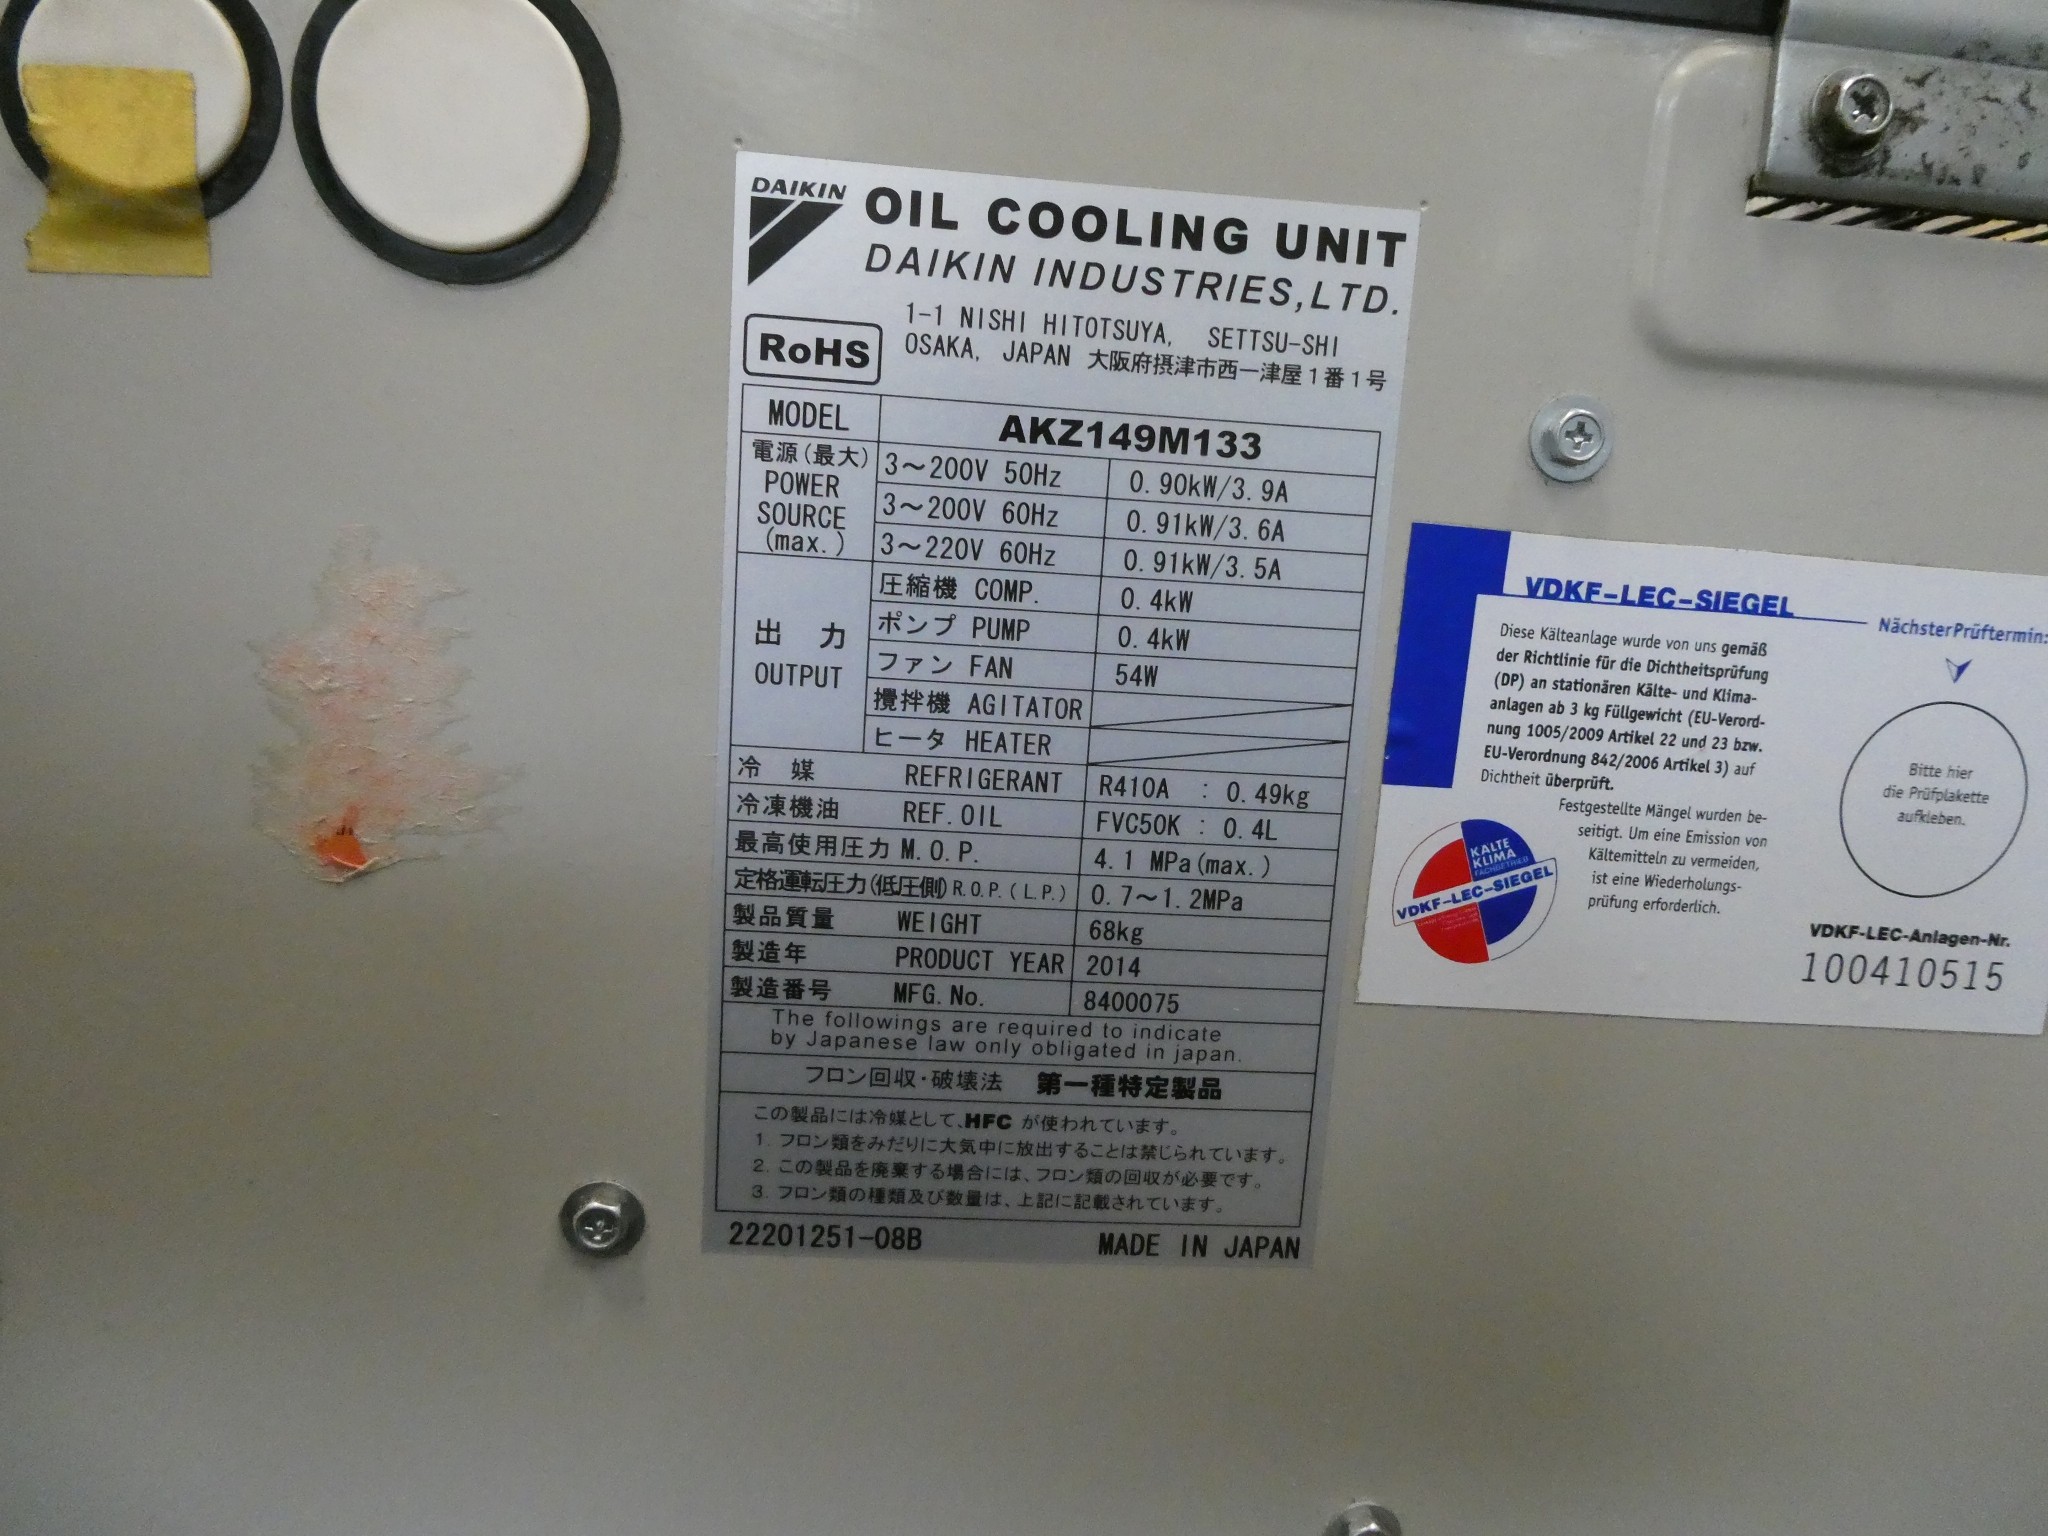 DAIKIN
OIL COOLING UNIT
DAIKIN INDUSTRIES,LTD.
RoHS
1-1 NISHI HITOTSUYA, SETTSU-SHI
OSAKA, JAPAN 大阪府摂津市西一津屋1番1号
MODEL AKZ149M133
電源(最大) POWER SOURCE (max.)
3～200V 50Hz 0.90kW/3.9A
3～200V 60Hz 0.91kW/3.6A
3～220V 60Hz 0.91kW/3.5A
出 力 OUTPUT
圧縮機 COMP. 0.4kW
ポンプ PUMP 0.4kW
ファン FAN 54W
攪拌機 AGITATOR
ヒータ HEATER
冷 媒 REFRIGERANT R410A : 0.49kg
冷凍機油 REF.OIL FVC50K : 0.4L
最高使用圧力 M.O.P. 4.1 MPa(max.)
定格運転圧力(低圧側) R.O.P.(L.P.) 0.7～1.2MPa
製品質量 WEIGHT 68kg
製造年 PRODUCT YEAR 2014
製造番号 MFG.No. 8400075
The followings are required to indicate
by Japanese law only obligated in japan.
フロン回収・破壊法 第一種特定製品
この製品には冷媒として、HFC が使われています。
1. フロン類をみだりに大気中に放出することは禁じられています。
2. この製品を廃棄する場合には、フロン類の回収が必要です。
3. フロン類の種類及び数量は、上記に記載されています。
22201251-08B MADE IN JAPAN
VDKF-LEC-SIEGEL
Diese Kälteanlage wurde von uns gemäß
der Richtlinie für die Dichtheitsprüfung
(DP) an stationären Kälte- und Klima-
anlagen ab 3 kg Füllgewicht (EU-Verord-
nung 1005/2009 Artikel 22 und 23 bzw.
EU-Verordnung 842/2006 Artikel 3) auf
Dichtheit überprüft.
Festgestellte Mängel wurden be-
seitigt. Um eine Emission von
Kältemitteln zu vermeiden,
ist eine Wiederholungs-
prüfung erforderlich.
KÄLTE
KLIMA
FACHBETRIEB
VDKF-LEC-SIEGEL
Nächster Prüftermin:
Bitte hier
die Prüfplakette
aufkleben.
VDKF-LEC-Anlagen-Nr.
100410515